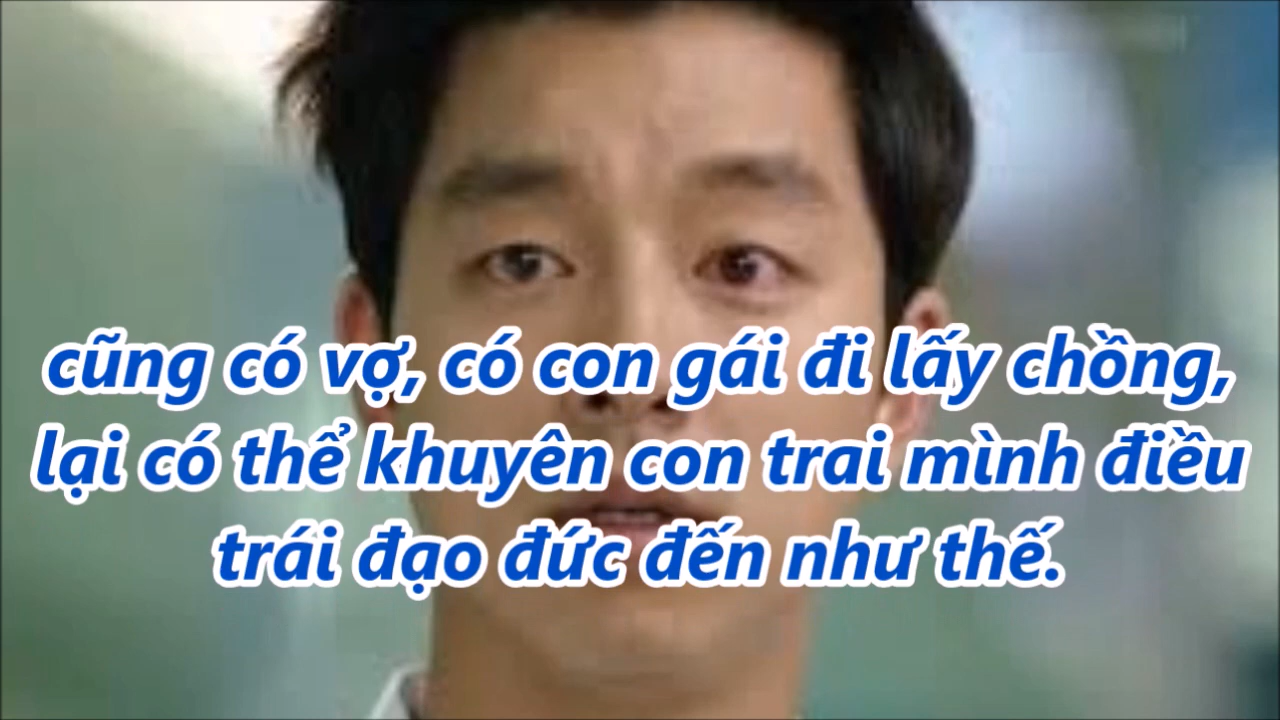 cũng có vợ, có con gái đi lấy chồng,
lại có thể khuyên con trai mình điều
trái đạo đức đến như thế.